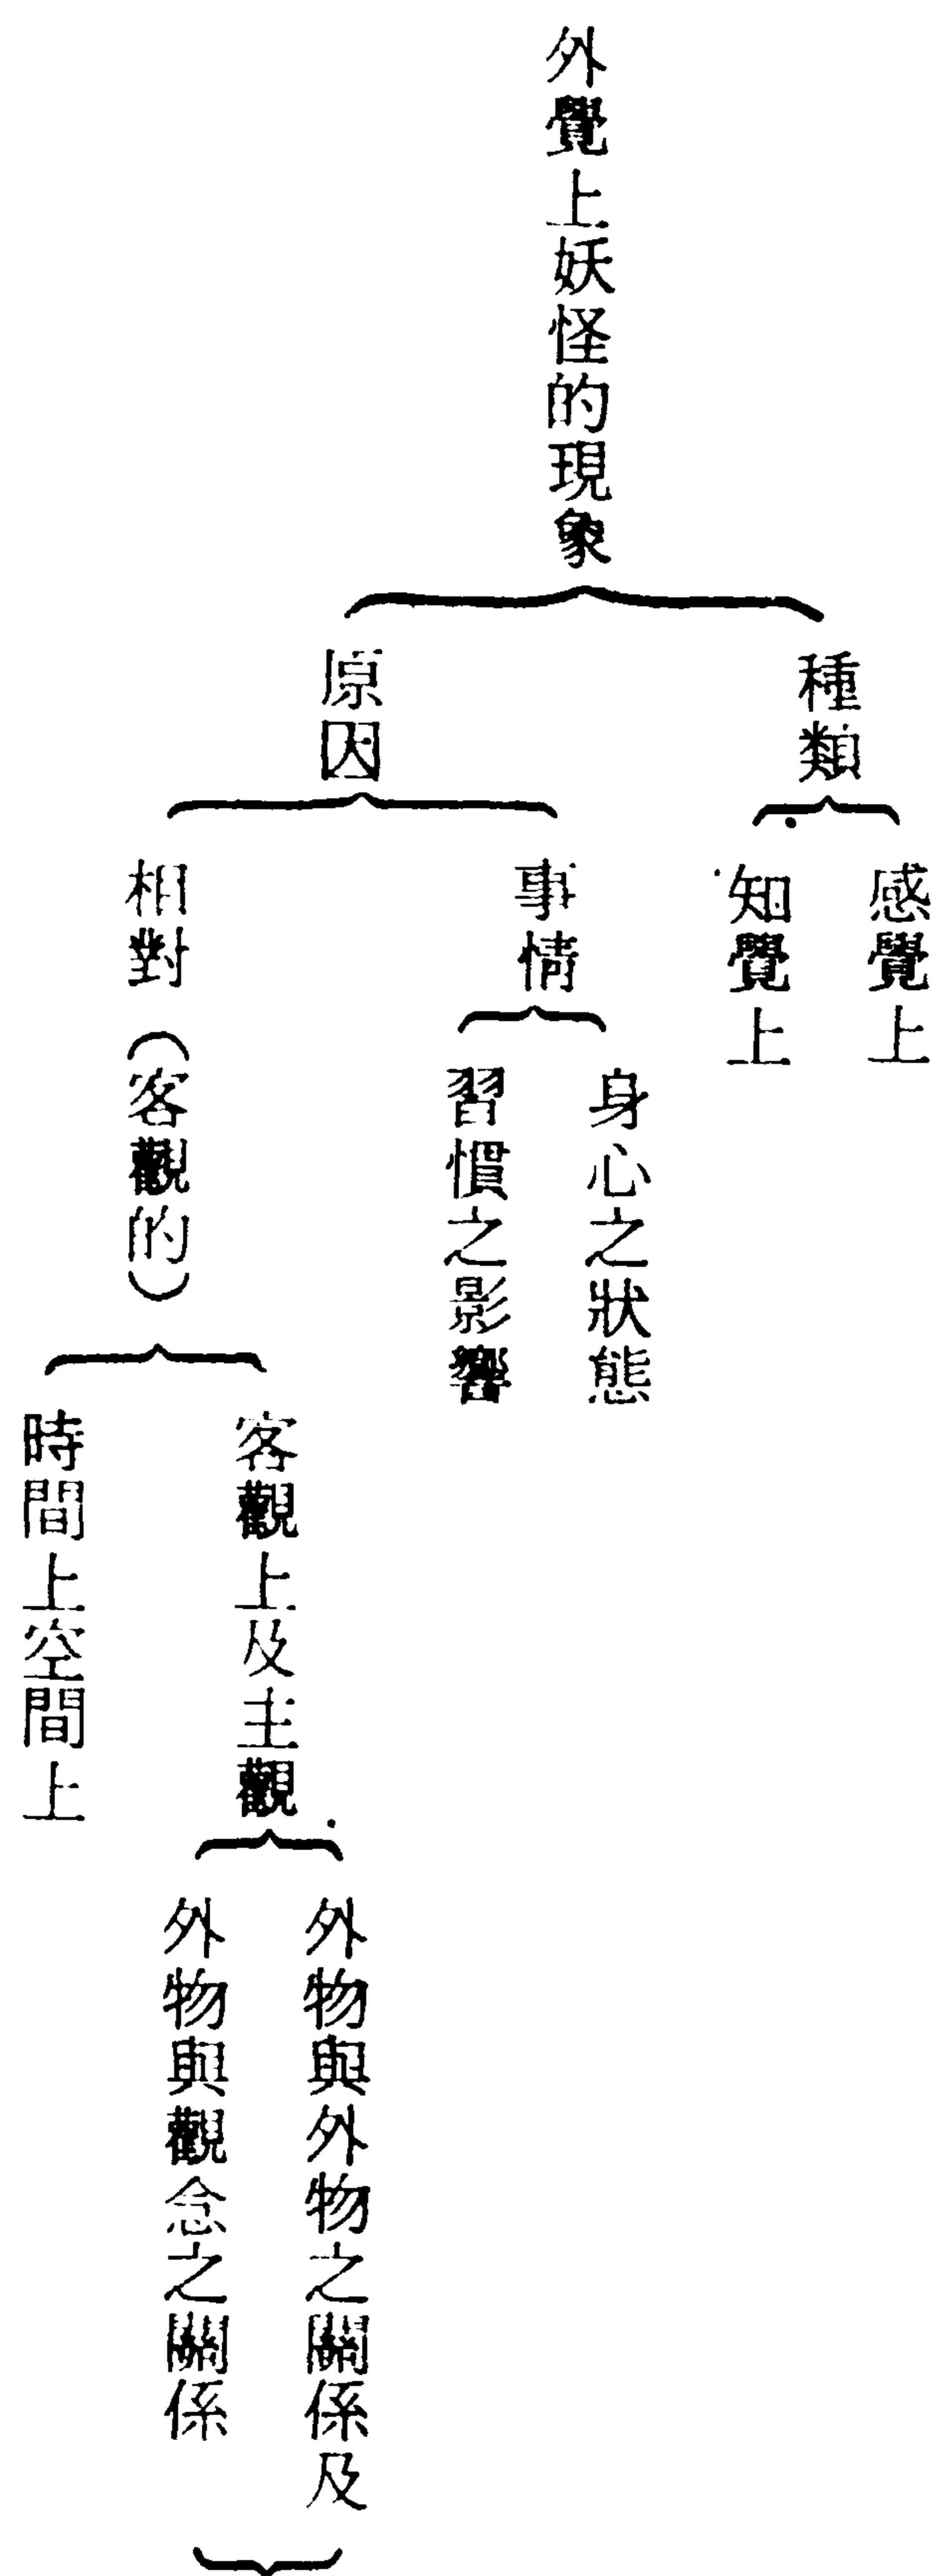 外覺上妖怪的現象
種類
感覺上
知覺上
原因
事情
身心之狀態
習慣之影響
相對（客觀的）
客觀上及主觀
外物與外物之關係及
外物與觀念之關係
時間上空間上